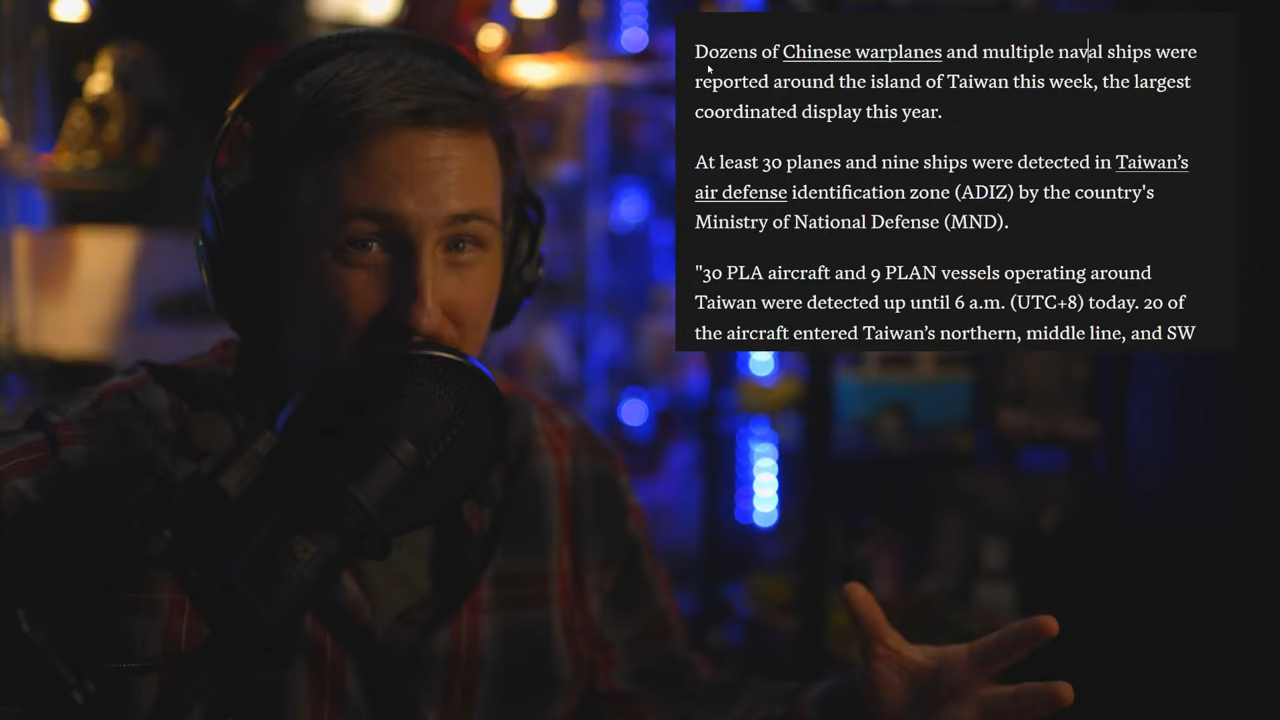 Dozens of Chinese warplanes and multiple naval ships were
reported around the island of Taiwan this week, the largest
coordinated display this year.
At least 30 planes and nine ships were detected in Taiwan’s
air defense identification zone (ADIZ) by the country's
Ministry of National Defense (MND).
"30 PLA aircraft and 9 PLAN vessels operating around
Taiwan were detected up until 6 a.m. (UTC+8) today. 20 of
the aircraft entered Taiwan’s northern, middle line, and SW